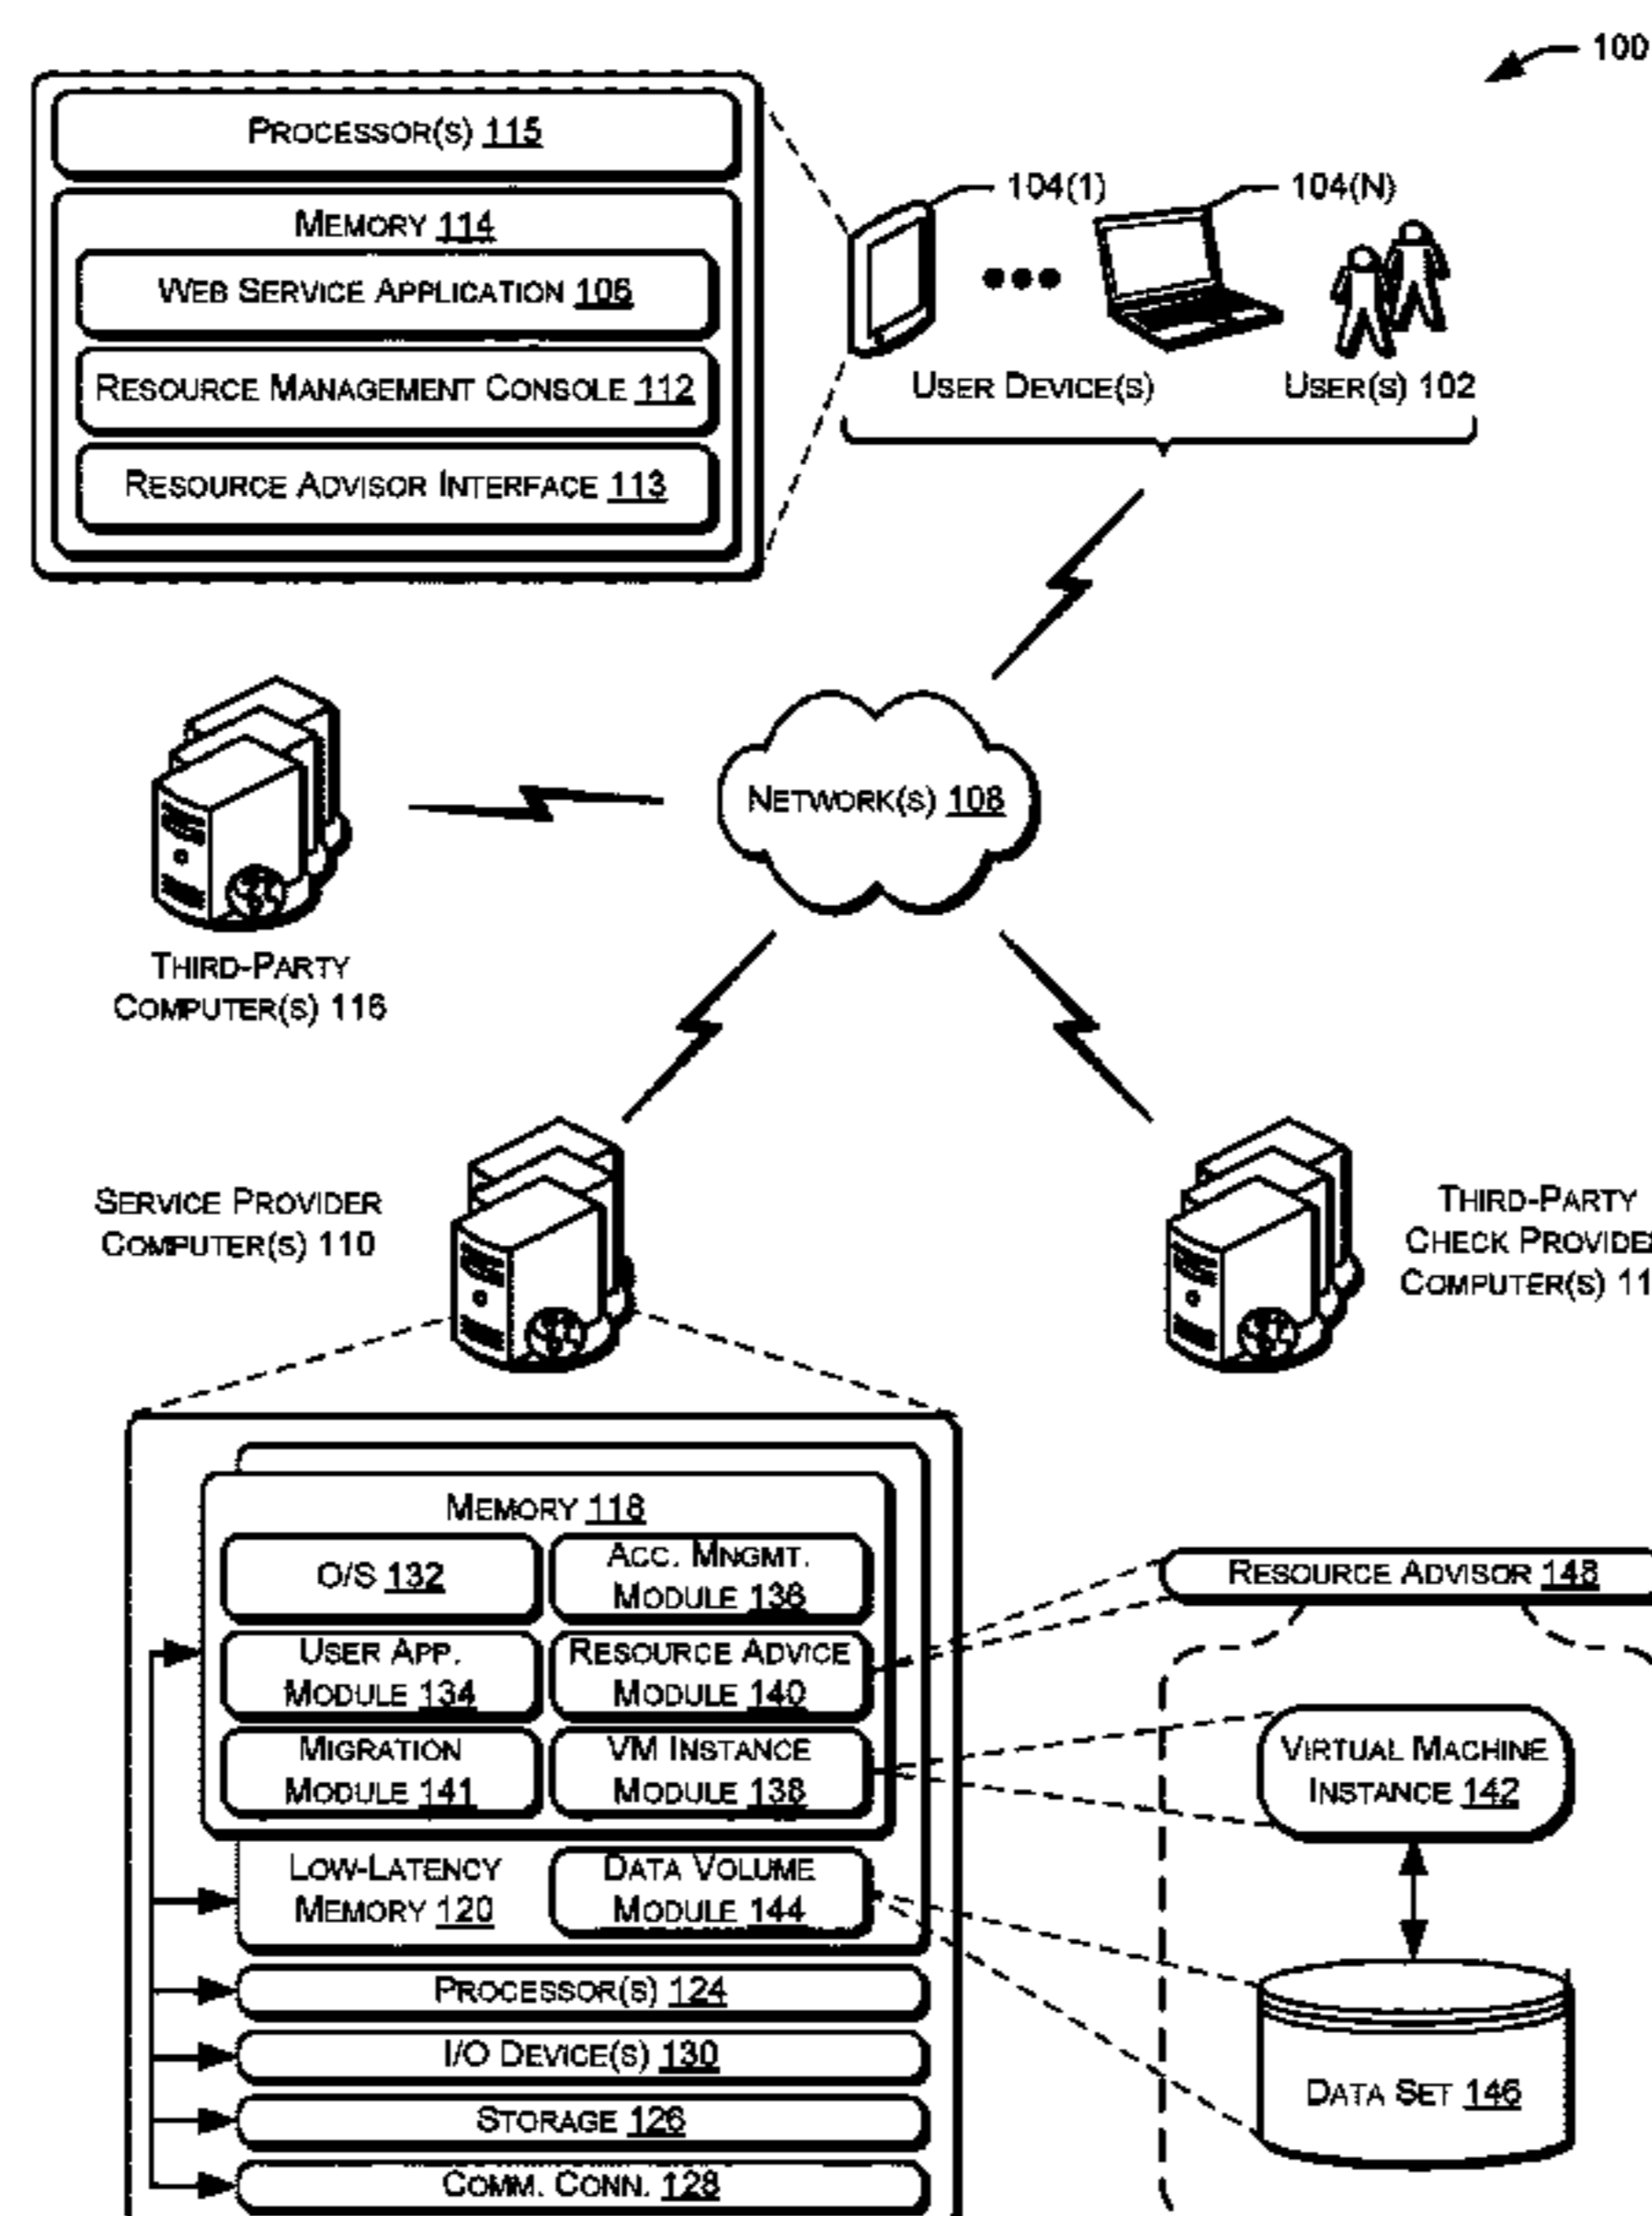 100
PROCESSOR(S) 115
MEMORY 114
WEB SERVICE APPLICATION 106
RESOURCE MANAGEMENT CONSOLE 112
RESOURCE ADVISOR INTERFACE 113
104(1)
104(N)
USER DEVICE(S)
USER(S) 102
NETWORK(S) 108
THIRD-PARTY
COMPUTER(S) 116
SERVICE PROVIDER
COMPUTER(S) 110
THIRD-PARTY
CHECK
COMPUTER(S)
MEMORY 118
O/S 132
ACC. MNGMT.
MODULE 136
USER APP.
MODULE 134
RESOURCE ADVICE
MODULE 140
MIGRATION
MODULE 141
VM INSTANCE
MODULE 138
LOW-LATENCY
MEMORY 120
DATA VOLUME
MODULE 144
PROCESSOR(S) 124
I/O DEVICE(S) 130
STORAGE 126
COMM. CONN. 128
RESOURCE ADVISOR 148
VIRTUAL MACHINE
INSTANCE 142
DATA SET 146